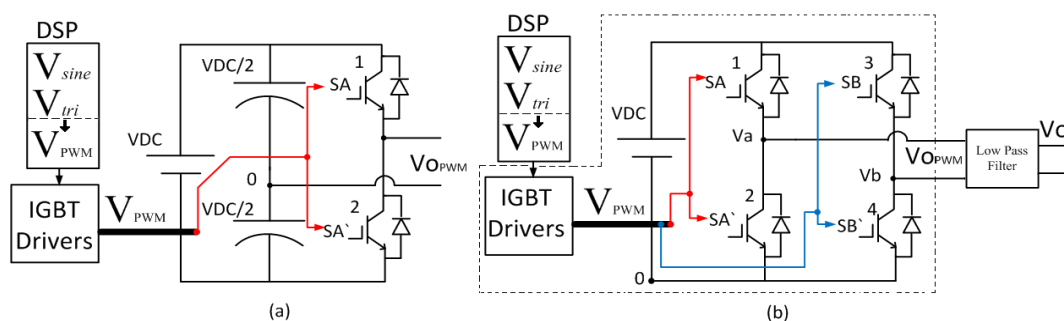 DSP
Vsine
Vtri
VPWM
IGBT
Drivers
VPWM
VDC
VDC/2
0
VDC/2
1
SA
2
SA`
VoPWM
(a)
DSP
Vsine
Vtri
VPWM
IGBT
Drivers
VPWM
VDC
0
1
SA
Va
2
SA`
3
SB
Vb
4
SB`
VoPWM
Low Pass
Filter
Vo
(b)